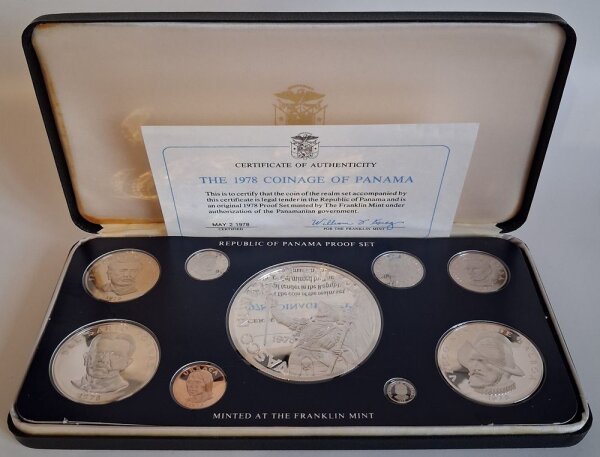 CERTIFICATE OF AUTHENTICITY
THE 1978 COINAGE OF PANAMA
This is to certify that the coin of the realm set accompanied by
this certificate is legal tender in the Republic of Panama and is
an original 1978 Proof Set minted by The Franklin Mint under
authorization of the Panamanian government.
MAY 2 1978
CERTIFIED
FOR THE FRANKLIN MINT
REPUBLIC OF PANAMA PROOF SET
1978
1978
MINTED AT THE FRANKLIN MINT